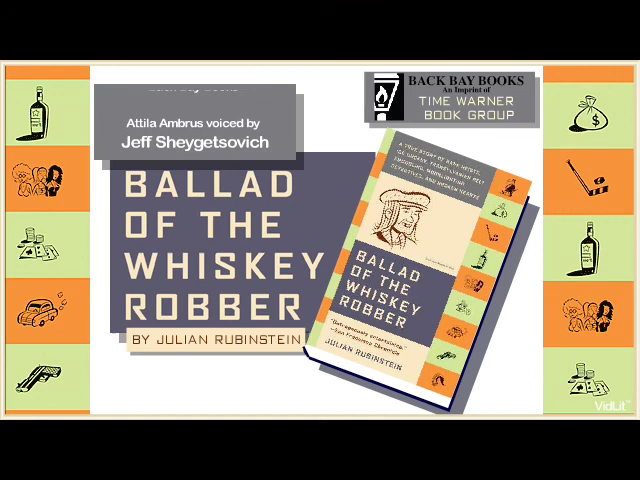 Attila Ambrus voiced by
Jeff Sheygetsovich
BACK BAY BOOKS
An Imprint of
TIME WARNER
BOOK GROUP
BALLAD
OF THE
WHISKEY
ROBBER
BY JULIAN RUBINSTEIN
A TRUE STORY OF BANK HEISTS,
ICE HOCKEY, TRANSYLVANIAN PELT
SMUGGLING, MOONLIGHTING
DETECTIVES, AND BROKEN HEARTS
BALLAD
OF THE
WHISKEY
ROBBER
"Outrageously entertaining."
—San Francisco Chronicle
JULIAN RUBINSTEIN
$
VidLit™